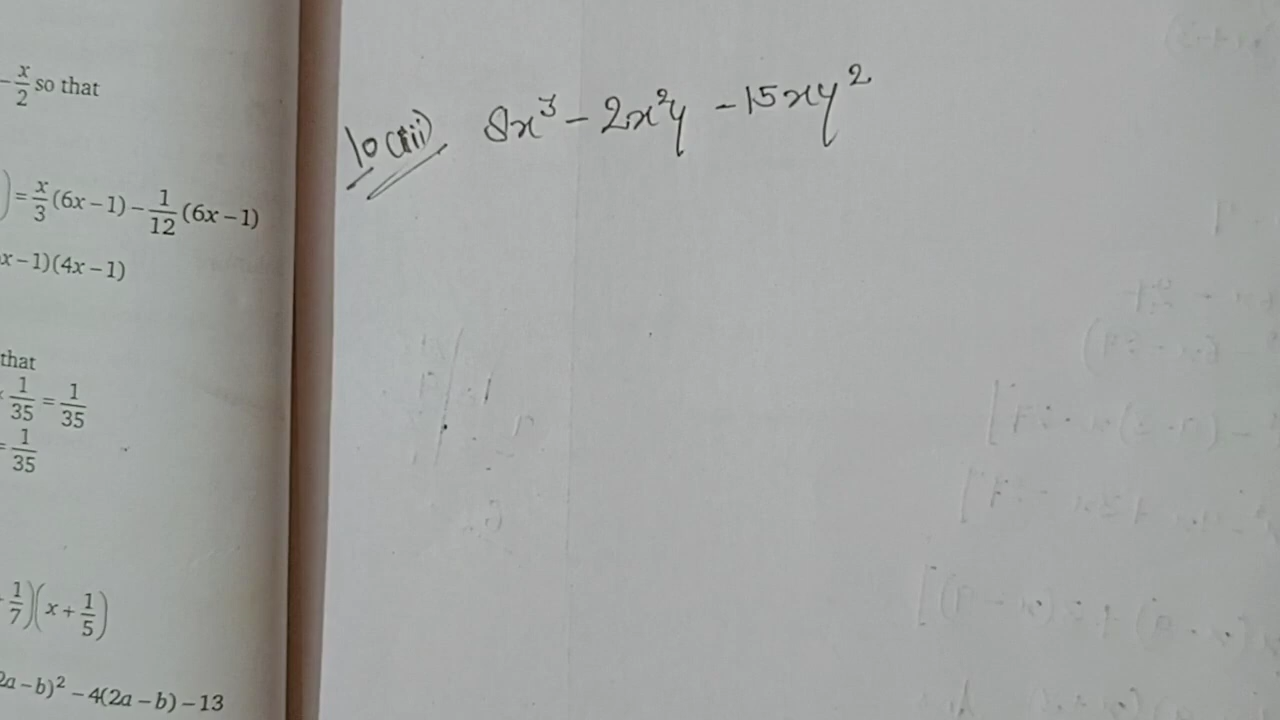 -x/2 so that
) = x/3 (6x-1) - 1/12 (6x-1)
x-1)(4x-1)
that
1/35 = 1/35
= 1/35
1/7)(x + 1/5)
2a-b)² - 4(2a-b) - 13
10(iii) 8x³ - 2x²y - 15xy²